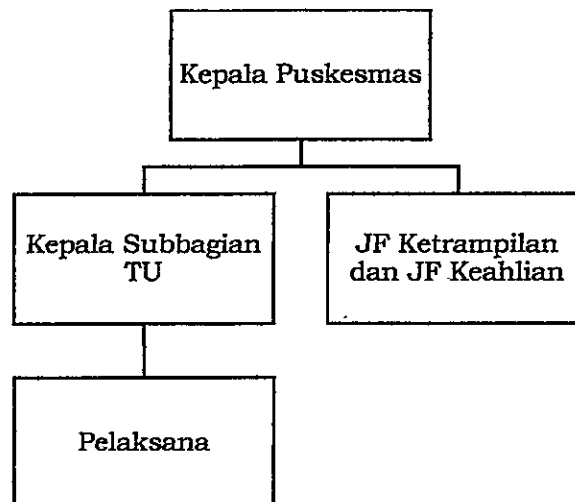 Kepala Puskesmas
Kepala Subbagian
TU
JF Ketrampilan
dan JF Keahlian
Pelaksana